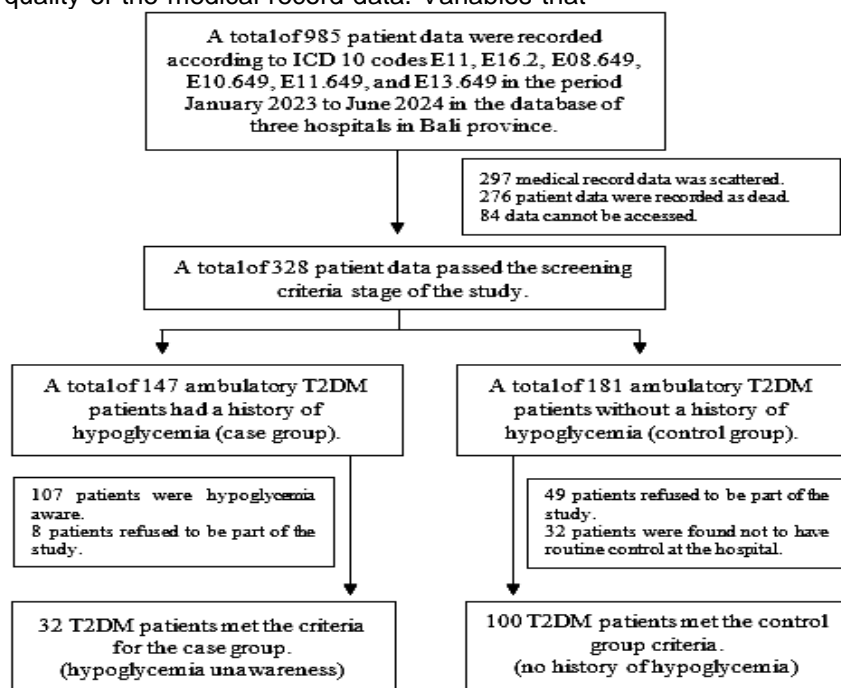 quality of the medical record data. Variables that
A total of 985 patient data were recorded
according to ICD 10 codes E11, E16.2, E08.649,
E10.649, E11.649, and E13.649 in the period
January 2023 to June 2024 in the database of
three hospitals in Bali province.
297 medical record data was scattered.
276 patient data were recorded as dead.
84 data cannot be accessed.
A total of 328 patient data passed the screening
criteria stage of the study.
A total of 147 ambulatory T2DM
patients had a history of
hypoglycemia (case group).
A total of 181 ambulatory T2DM
patients without a history of
hypoglycemia (control group).
107 patients were hypoglycemia
aware.
8 patients refused to be part of the
study.
49 patients refused to be part of the
study.
32 patients were found not to have
routine control at the hospital.
32 T2DM patients met the criteria
for the case group.
(hypoglycemia unawareness)
100 T2DM patients met the control
group criteria.
(no history of hypoglycemia)